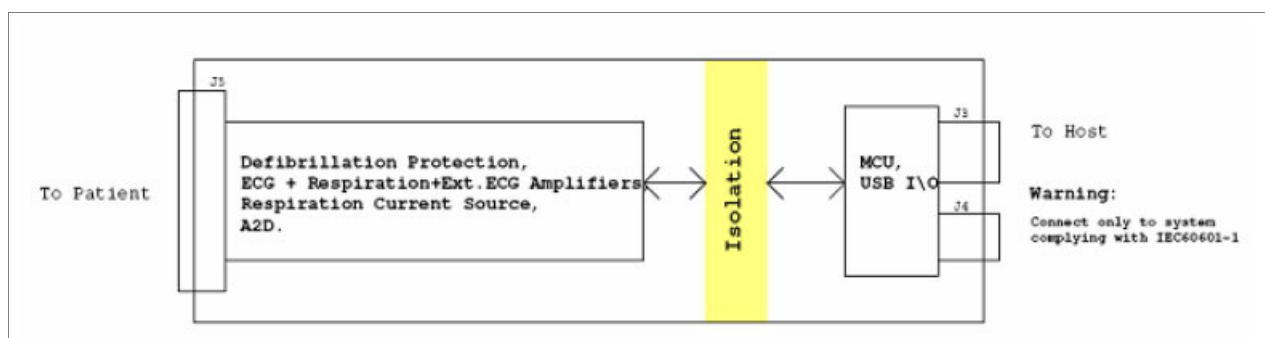 J5
To Patient
Defibrillation Protection,
ECG + Respiration+Ext.ECG Amplifiers
Respiration Current Source,
A2D.
Isolation
MCU,
USB I\O
J3
To Host
J4
Warning:
Connect only to system
complying with IEC60601-1